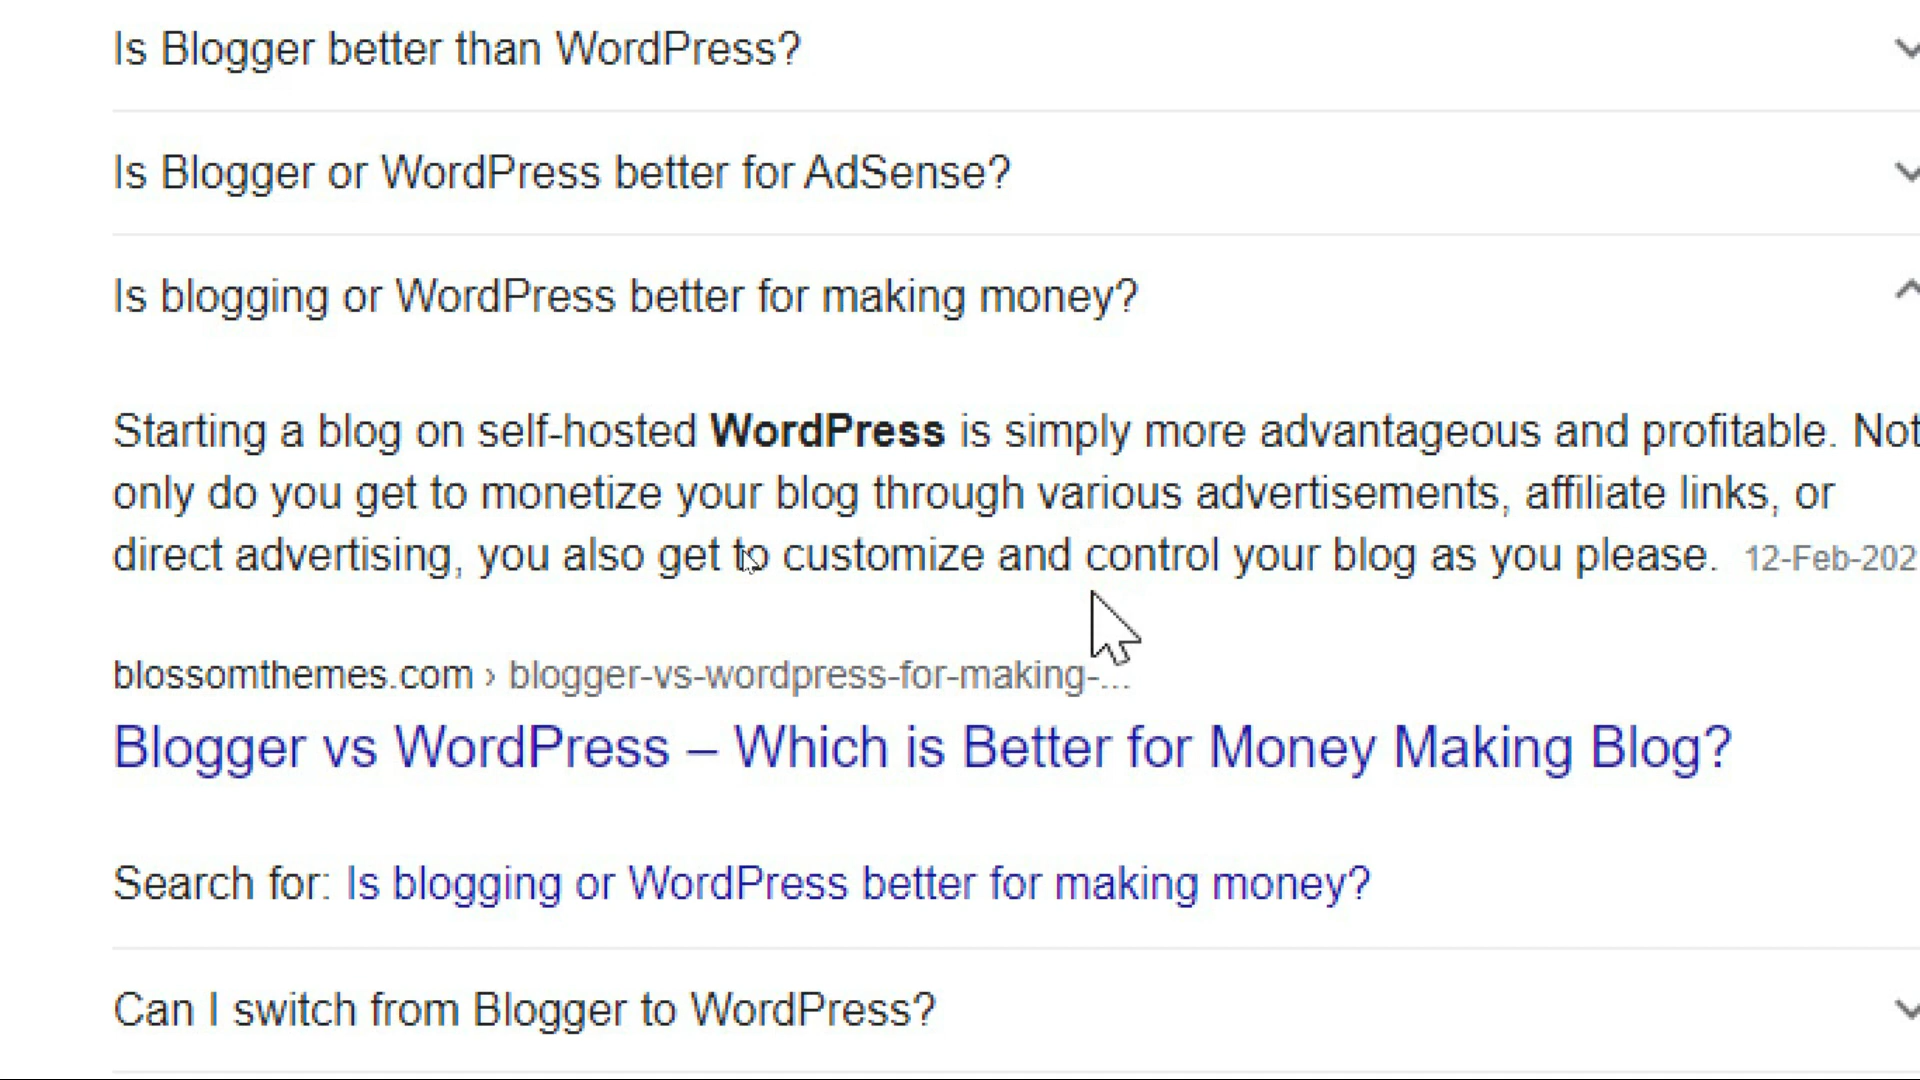 Is Blogger better than WordPress?
Is Blogger or WordPress better for AdSense?
Is blogging or WordPress better for making money?
Starting a blog on self-hosted WordPress is simply more advantageous and profitable. Not
only do you get to monetize your blog through various advertisements, affiliate links, or
direct advertising, you also get to customize and control your blog as you please. 12-Feb-202
blossomthemes.com › blogger-vs-wordpress-for-making-...
Blogger vs WordPress – Which is Better for Money Making Blog?
Search for: Is blogging or WordPress better for making money?
Can I switch from Blogger to WordPress?